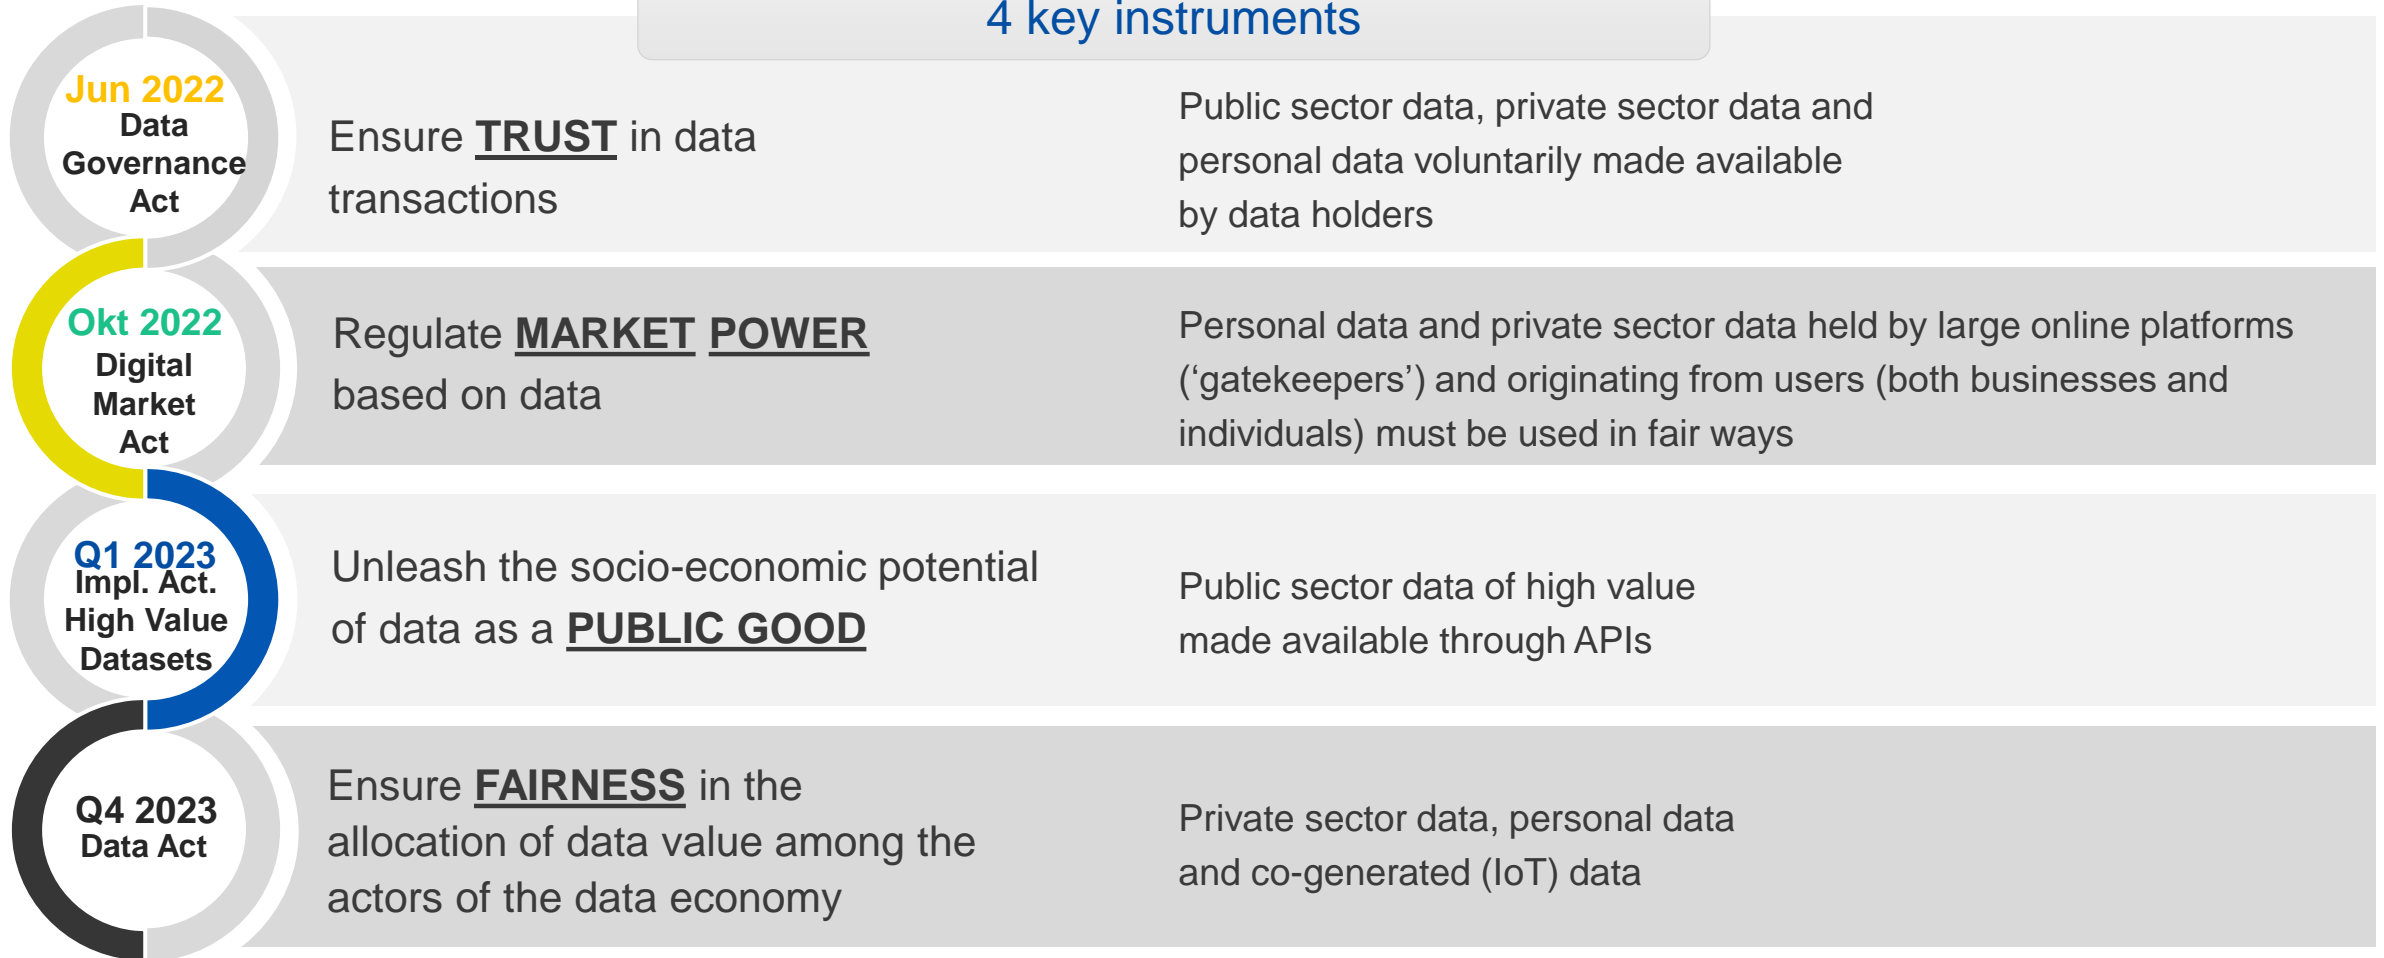 4 key instruments
Jun 2022
Data
Governance
Act
Ensure TRUST in data
transactions
Public sector data, private sector data and
personal data voluntarily made available
by data holders
Okt 2022
Digital
Market
Act
Regulate MARKET POWER
based on data
Personal data and private sector data held by large online platforms
(‘gatekeepers’) and originating from users (both businesses and
individuals) must be used in fair ways
Q1 2023
Impl. Act.
High Value
Datasets
Unleash the socio-economic potential
of data as a PUBLIC GOOD
Public sector data of high value
made available through APIs
Q4 2023
Data Act
Ensure FAIRNESS in the
allocation of data value among the
actors of the data economy
Private sector data, personal data
and co-generated (IoT) data